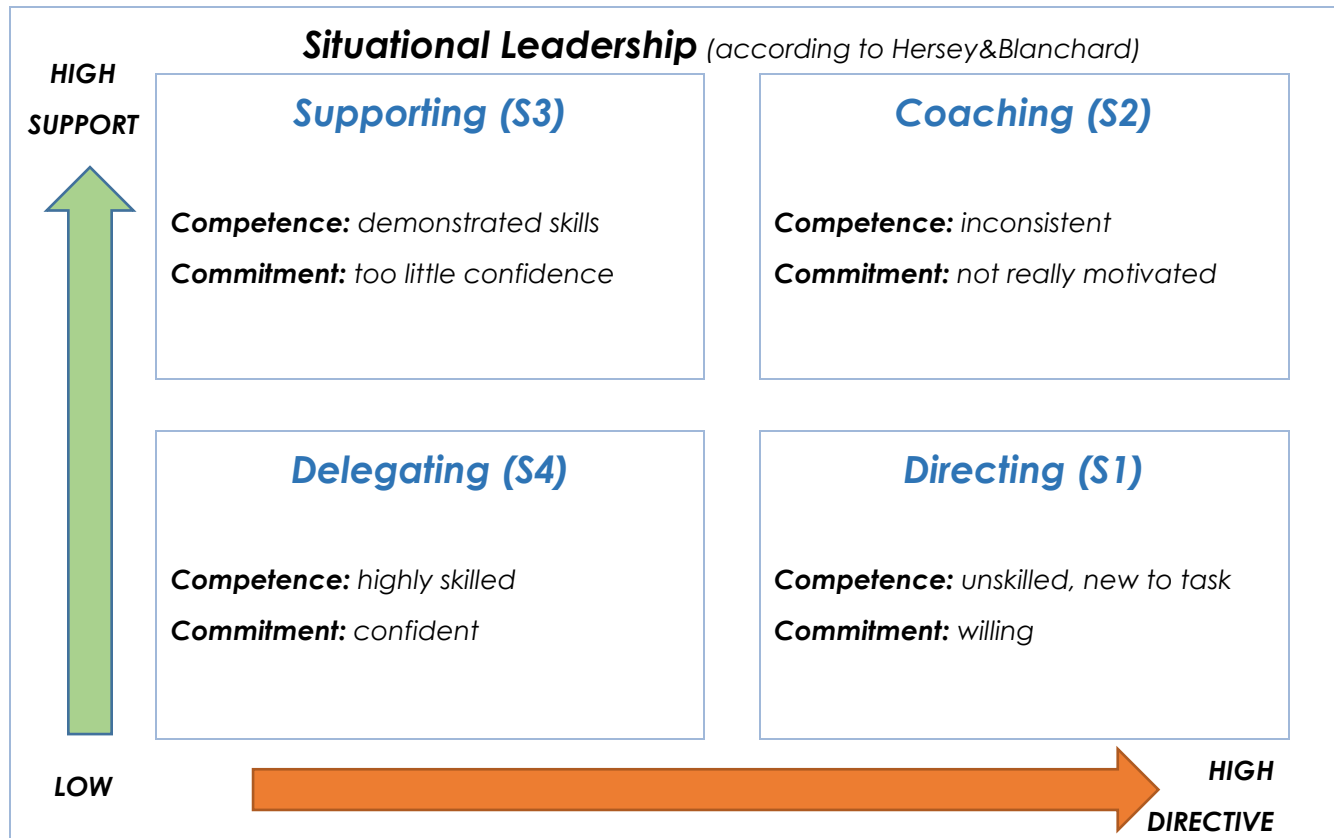 Situational Leadership (according to Hersey&Blanchard)
HIGH
SUPPORT
Supporting (S3)
Competence: demonstrated skills
Commitment: too little confidence
Coaching (S2)
Competence: inconsistent
Commitment: not really motivated
Delegating (S4)
Competence: highly skilled
Commitment: confident
Directing (S1)
Competence: unskilled, new to task
Commitment: willing
LOW
HIGH
DIRECTIVE